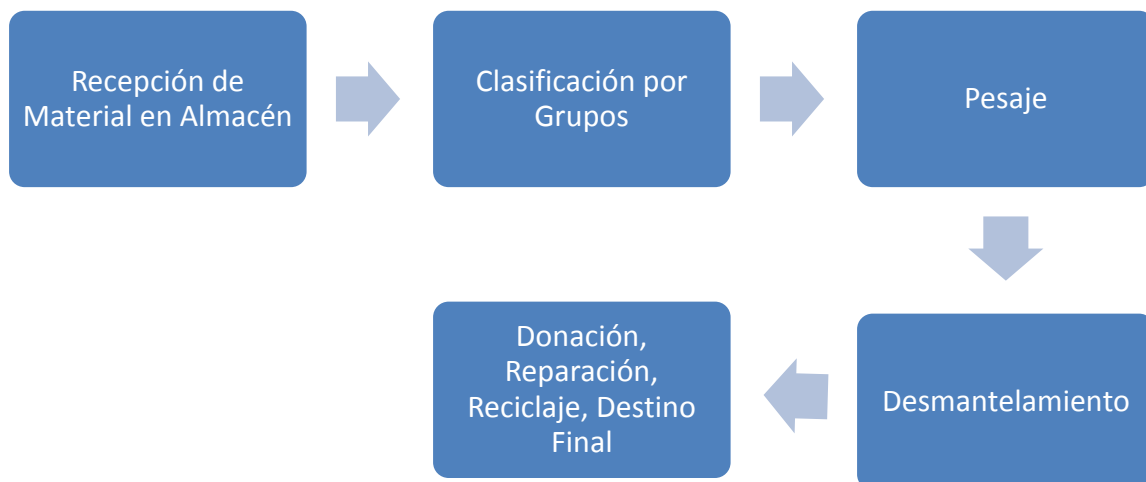 Recepción de
Material en Almacén
Clasificación por
Grupos
Pesaje
Desmantelamiento
Donación,
Reparación,
Reciclaje, Destino
Final